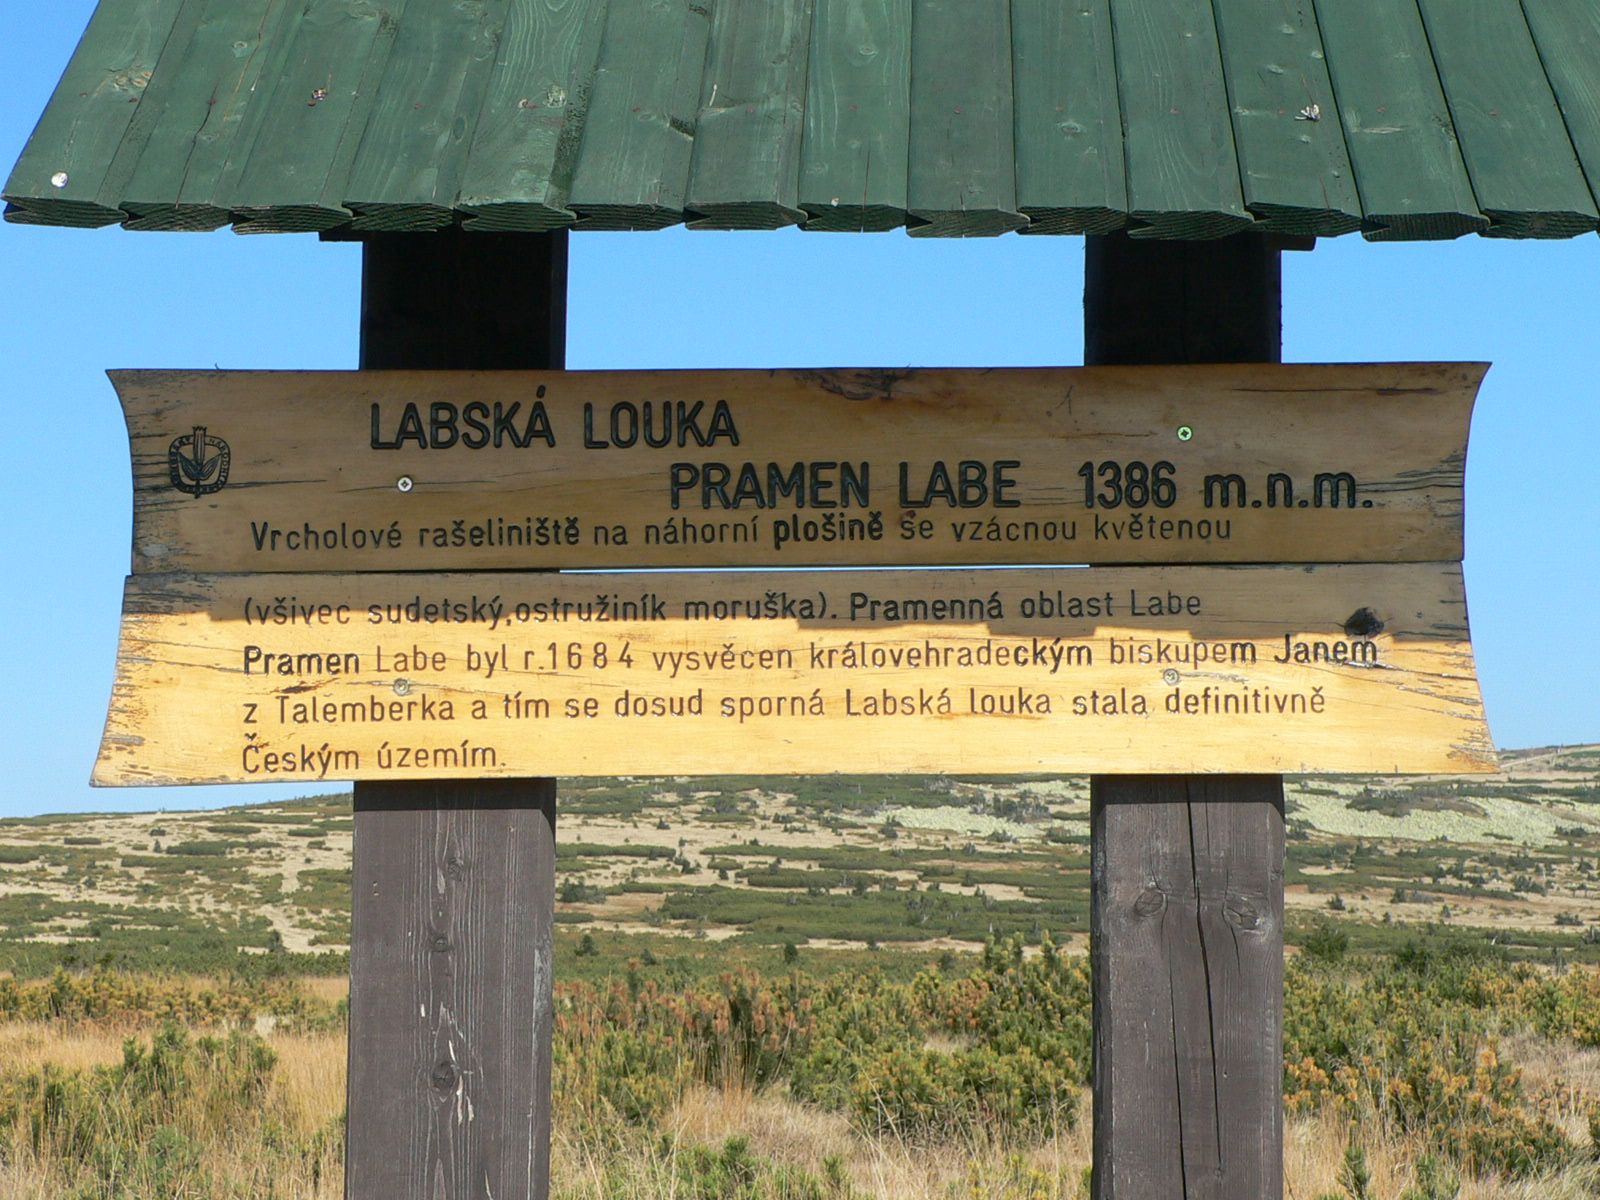 LABSKÁ LOUKA
PRAMEN LABE 1386 m.n.m.
Vrcholové rašeliniště na náhorní plošině se vzácnou květenou
(všivec sudetský,ostružiník moruška). Pramenná oblast Labe
Pramen Labe byl r.1684 vysvěcen královehradeckým biskupem Janem
z Talemberka a tím se dosud sporná Labská louka stala definitivně
Českým územím.